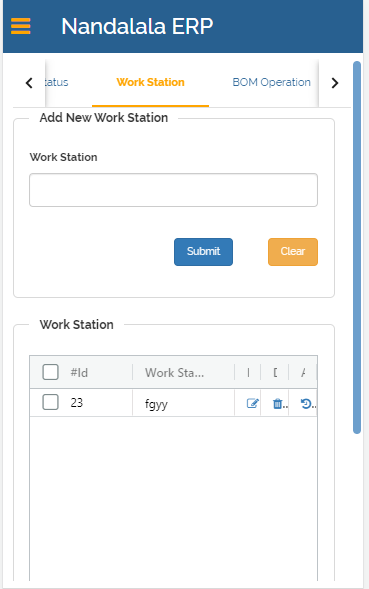 Nandalala ERP
tatus Work Station BOM Operation
Add New Work Station
Work Station
Submit Clear
Work Station
#Id Work Sta...
23 fgyy